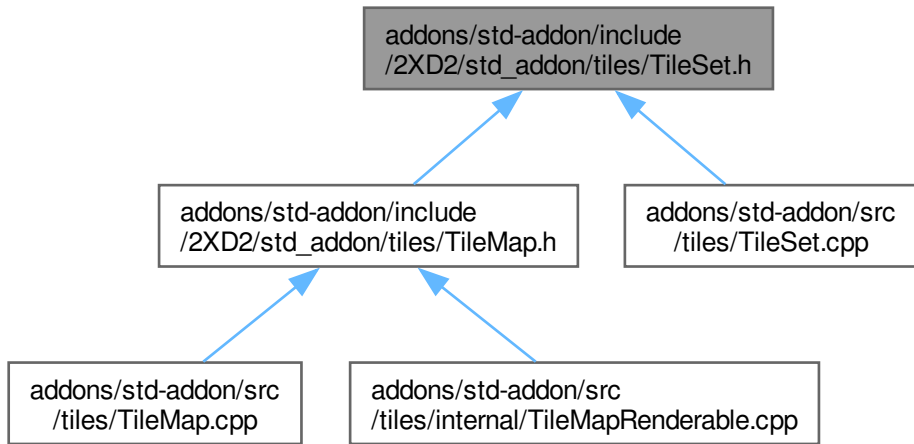 addons/std-addon/include
/2XD2/std_addon/tiles/TileSet.h
addons/std-addon/include
/2XD2/std_addon/tiles/TileMap.h
addons/std-addon/src
/tiles/TileSet.cpp
addons/std-addon/src
/tiles/TileMap.cpp
addons/std-addon/src
/tiles/internal/TileMapRenderable.cpp